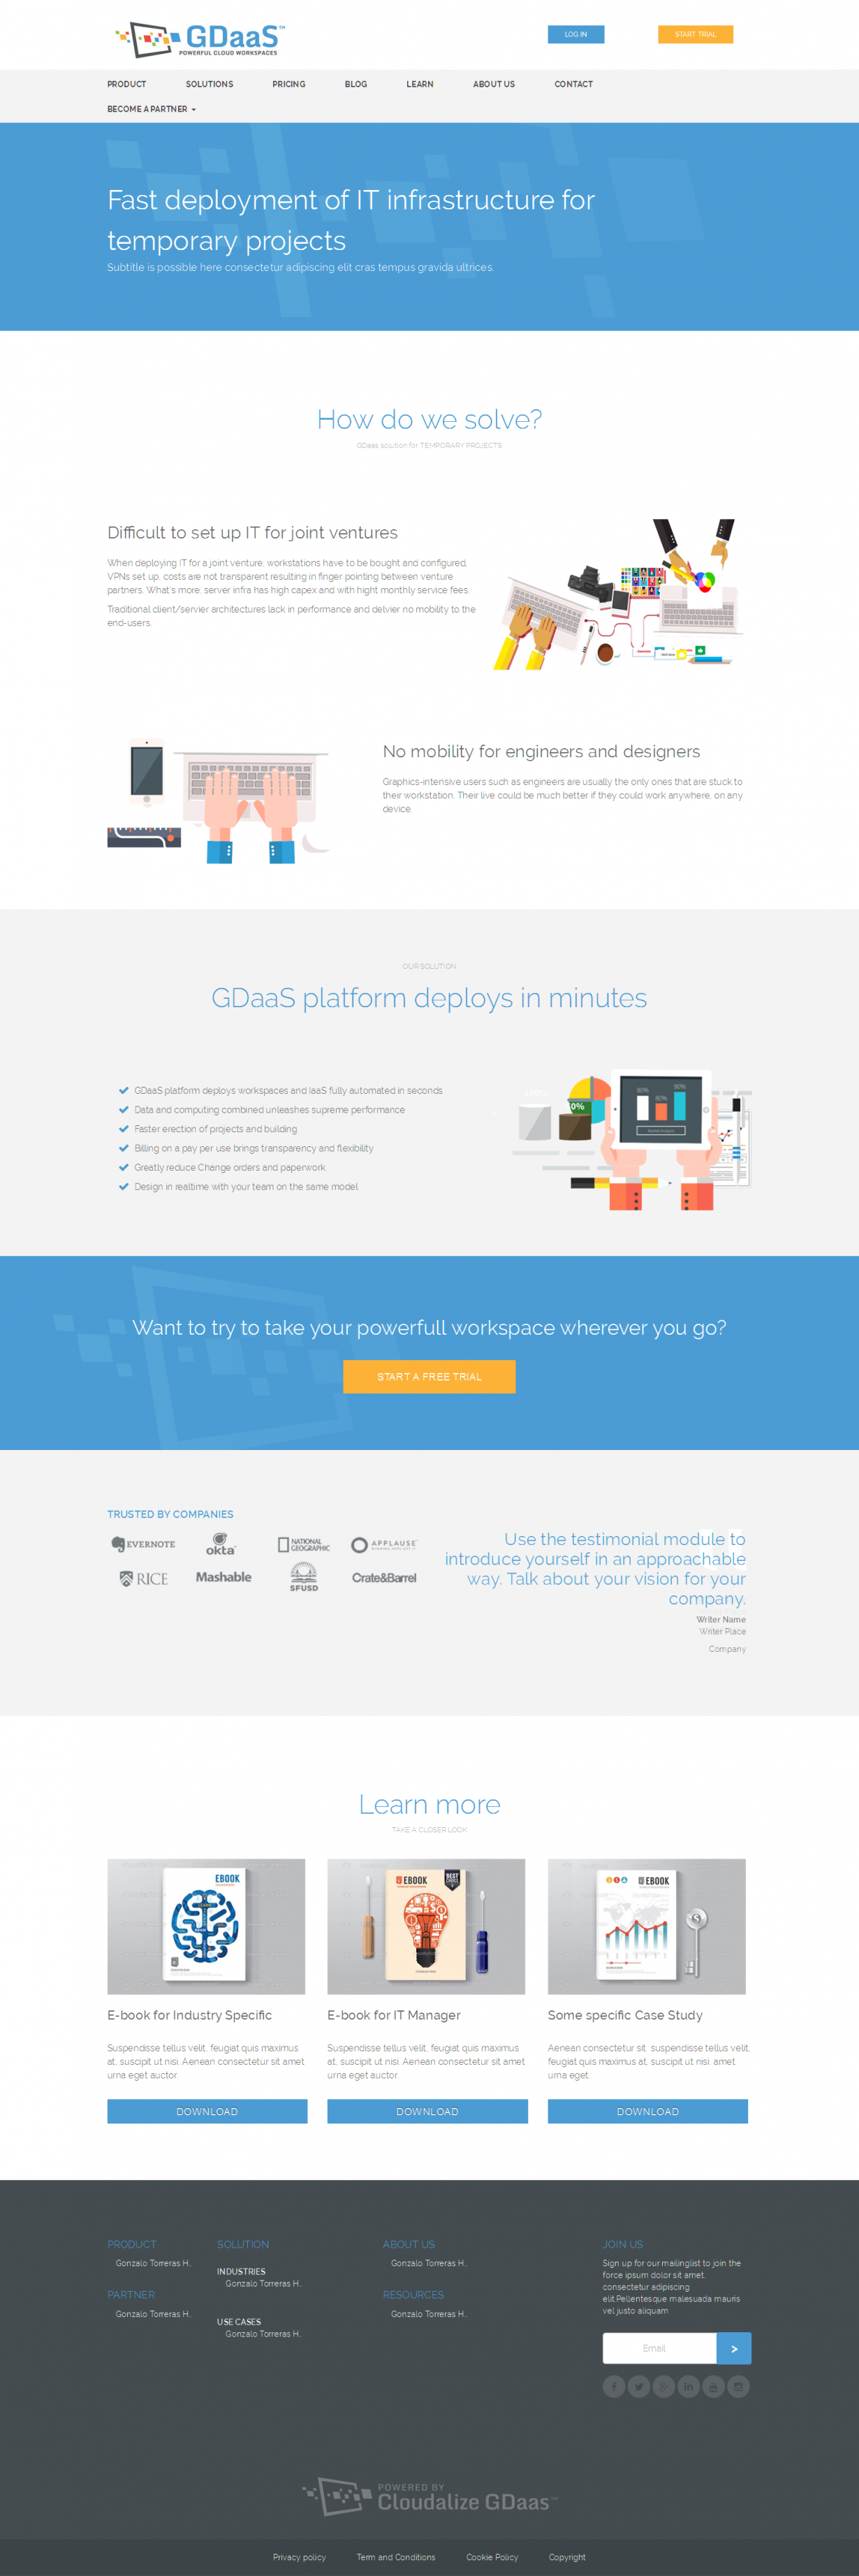 GDaaS™
POWERFUL CLOUD WORKSPACES
LOG IN
START TRIAL
PRODUCT SOLUTIONS PRICING BLOG LEARN ABOUT US CONTACT
BECOME A PARTNER
Fast deployment of IT infrastructure for
temporary projects
Subtitle is possible here consectetur adipiscing elit cras tempus gravida ultrices.
How do we solve?
GDaas solution for TEMPORARY PROJECTS
Difficult to set up IT for joint ventures
When deploying IT for a joint venture, workstations have to be bought and configured,
VPNs set up, costs are not transparent resulting in finger pointing between venture
partners. What's more, server infra has high capex and with hight monthly service fees.
Traditional client/servier architectures lack in performance and delvier no mobility to the
end-users.
No mobility for engineers and designers
Graphics-intensive users such as engineers are usually the only ones that are stuck to
their workstation. Their live could be much better if they could work anywhere, on any
device.
OUR SOLUTION
GDaaS platform deploys in minutes
GDaaS platform deploys workspaces and IaaS fully automated in seconds
Data and computing combined unleashes supreme performance
Faster erection of projects and building
Billing on a pay per use brings transparency and flexibility
Greatly reduce Change orders and paperwork
Design in realtime with your team on the same model
Want to try to take your powerfull workspace wherever you go?
START A FREE TRIAL
TRUSTED BY COMPANIES
EVERNOTE
okta
NATIONAL
GEOGRAPHIC
APPLAUSE
RICE
Mashable
SFUSD
Crate&Barrel
Use the testimonial module to
introduce yourself in an approachable
way. Talk about your vision for your
company.
Writer Name
Writer Place
Company
Learn more
TAKE A CLOSER LOOK
EBOOK
EBOOK
BEST
EBOOK
E-book for Industry Specific
Suspendisse tellus velit, feugiat quis maximus
at, suscipit ut nisi. Aenean consectetur sit amet
urna eget auctor.
DOWNLOAD
E-book for IT Manager
Suspendisse tellus velit, feugiat quis maximus
at, suscipit ut nisi. Aenean consectetur sit amet
urna eget auctor.
DOWNLOAD
Some specific Case Study
Aenean consectetur sit suspendisse tellus velit,
feugiat quis maximus at, suscipit ut nisi. amet
urna eget.
DOWNLOAD
PRODUCT
Gonzalo Torreras H..
PARTNER
Gonzalo Torreras H..
SOLUTION
INDUSTRIES
Gonzalo Torreras H..
USE CASES
Gonzalo Torreras H..
ABOUT US
Gonzalo Torreras H..
RESOURCES
Gonzalo Torreras H..
JOIN US
Sign up for our mailinglist to join the
force ipsum dolor sit amet,
consectetur adipiscing
elit.Pellentesque malesuada mauris
vel justo aliquam
Email
>
POWERED BY
Cloudalize GDaas™
Privacy policy Term and Conditions Cookie Policy Copyright